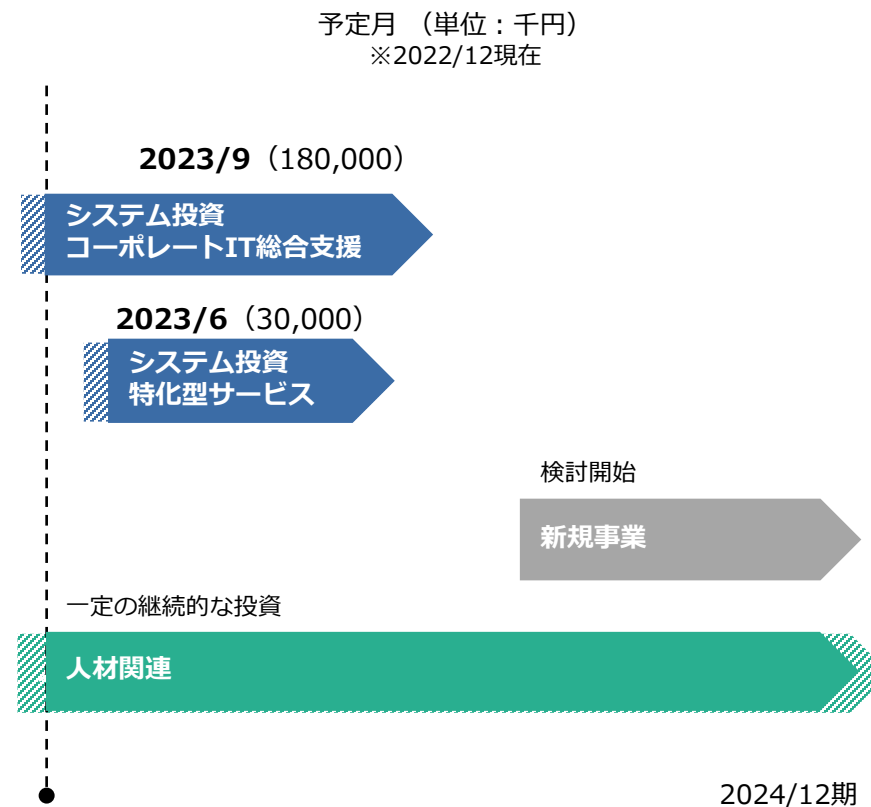 予定月 （単位：千円）
※2022/12現在
2023/9（180,000）
システム投資
コーポレートIT総合支援
2023/6（30,000）
システム投資
特化型サービス
検討開始
新規事業
一定の継続的な投資
人材関連
2024/12期